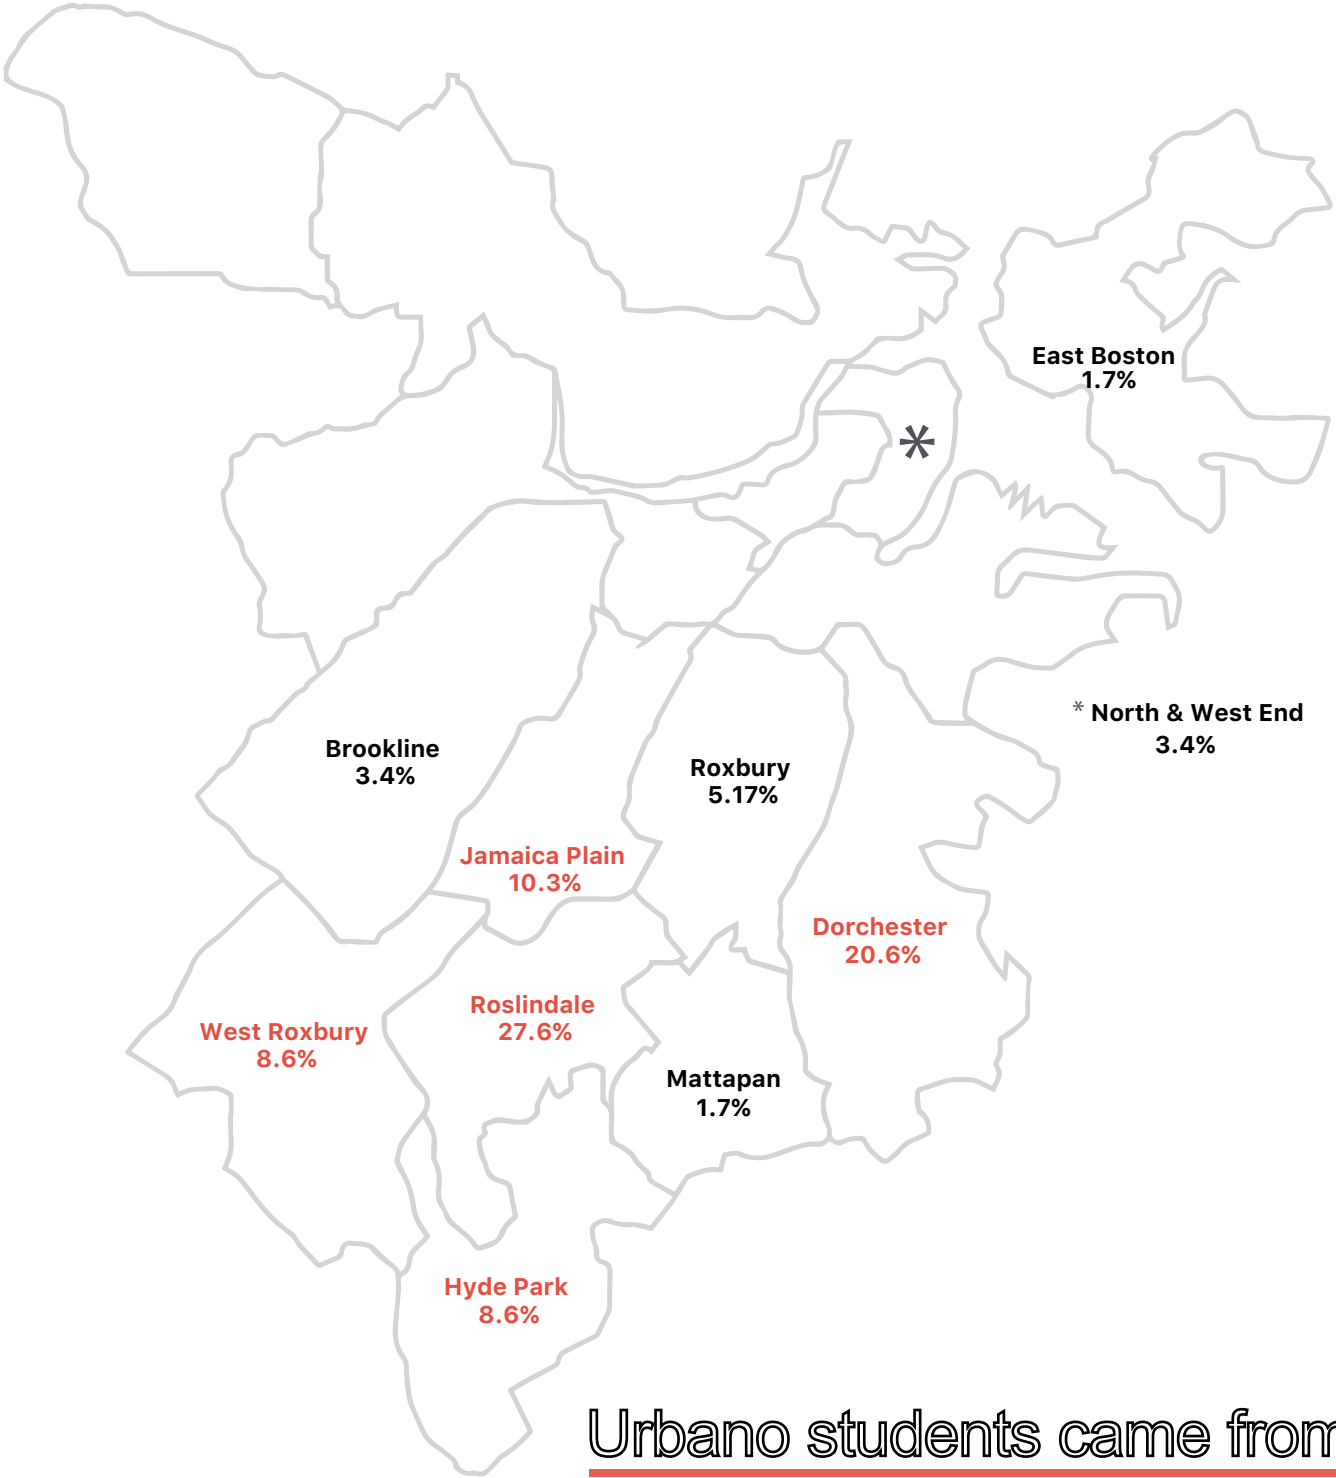 East Boston
1.7%
*
* North & West End
3.4%
Brookline
3.4%
Roxbury
5.17%
Jamaica Plain
10.3%
Dorchester
20.6%
Roslindale
27.6%
West Roxbury
8.6%
Mattapan
1.7%
Hyde Park
8.6%
Urbano students came from